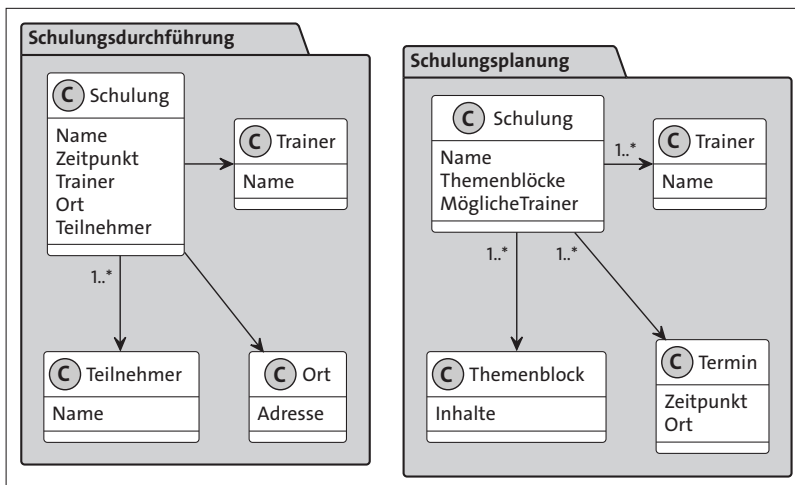 Schulungsdurchführung
C Schulung
Name
Zeitpunkt
Trainer
Ort
Teilnehmer
C Trainer
Name
1..*
C Teilnehmer
Name
C Ort
Adresse
Schulungsplanung
C Schulung
Name
Themenblöcke
MöglicheTrainer
1..*
C Trainer
Name
1..*
1..*
C Themenblock
Inhalte
C Termin
Zeitpunkt
Ort